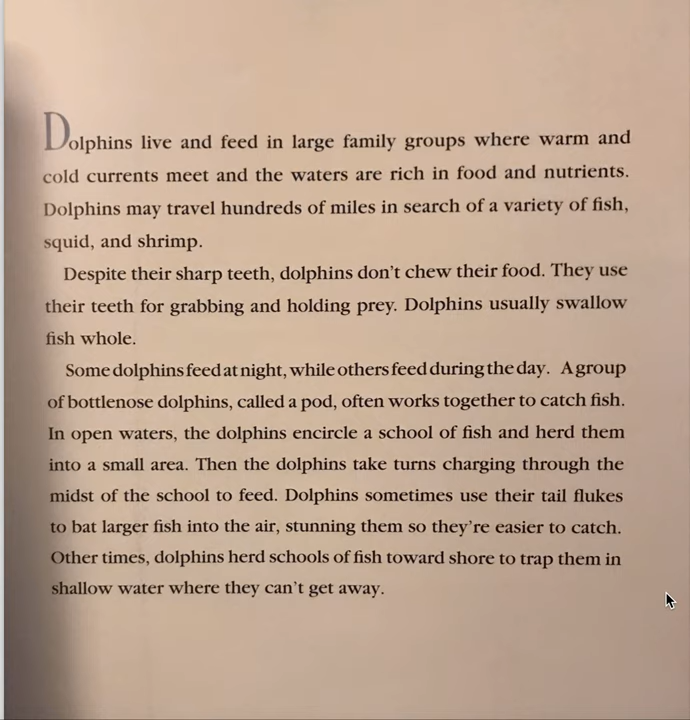 Dolphins live and feed in large family groups where warm and
cold currents meet and the waters are rich in food and nutrients.
Dolphins may travel hundreds of miles in search of a variety of fish,
squid, and shrimp.
Despite their sharp teeth, dolphins don't chew their food. They use
their teeth for grabbing and holding prey. Dolphins usually swallow
fish whole.
Some dolphins feed at night, while others feed during the day. A group
of bottlenose dolphins, called a pod, often works together to catch fish.
In open waters, the dolphins encircle a school of fish and herd them
into a small area. Then the dolphins take turns charging through the
midst of the school to feed. Dolphins sometimes use their tail flukes
to bat larger fish into the air, stunning them so they're easier to catch.
Other times, dolphins herd schools of fish toward shore to trap them in
shallow water where they can't get away.